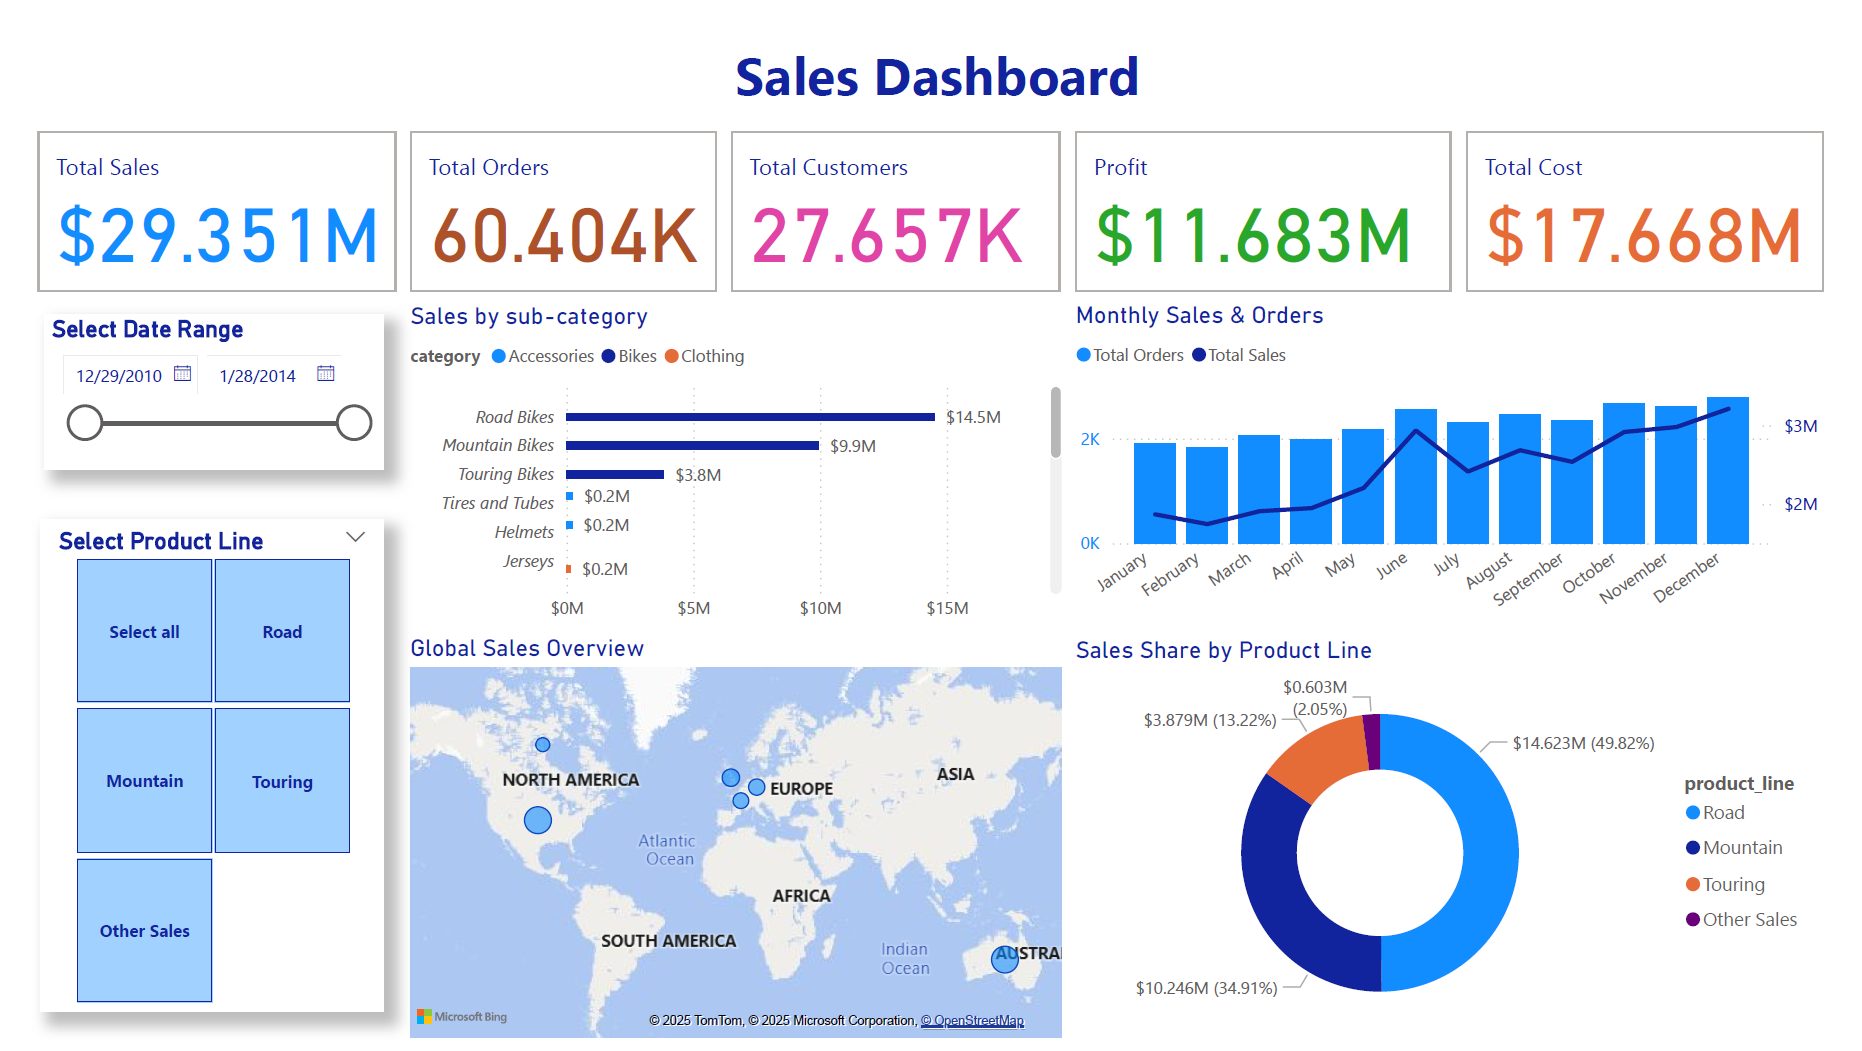 Sales Dashboard
Total Sales
$29.351M
Total Orders
60.404K
Total Customers
27.657K
Profit
$11.683M
Total Cost
$17.668M
Select Date Range
12/29/2010
1/28/2014
Select Product Line
Select all
Road
Mountain
Touring
Other Sales
Sales by sub-category
category Accessories Bikes Clothing
Road Bikes $14.5M
Mountain Bikes $9.9M
Touring Bikes $3.8M
Tires and Tubes $0.2M
Helmets $0.2M
Jerseys $0.2M
$0M $5M $10M $15M
Monthly Sales & Orders
Total Orders Total Sales
2K
0K
$3M
$2M
January February March April May June July August September October November December
Global Sales Overview
NORTH AMERICA
EUROPE
ASIA
Atlantic
Ocean
AFRICA
SOUTH AMERICA
Indian
Ocean
AUSTRA
Microsoft Bing
© 2025 TomTom, © 2025 Microsoft Corporation, © OpenStreetMap
Sales Share by Product Line
$0.603M
(2.05%)
$3.879M (13.22%)
$14.623M (49.82%)
$10.246M (34.91%)
product_line
Road
Mountain
Touring
Other Sales